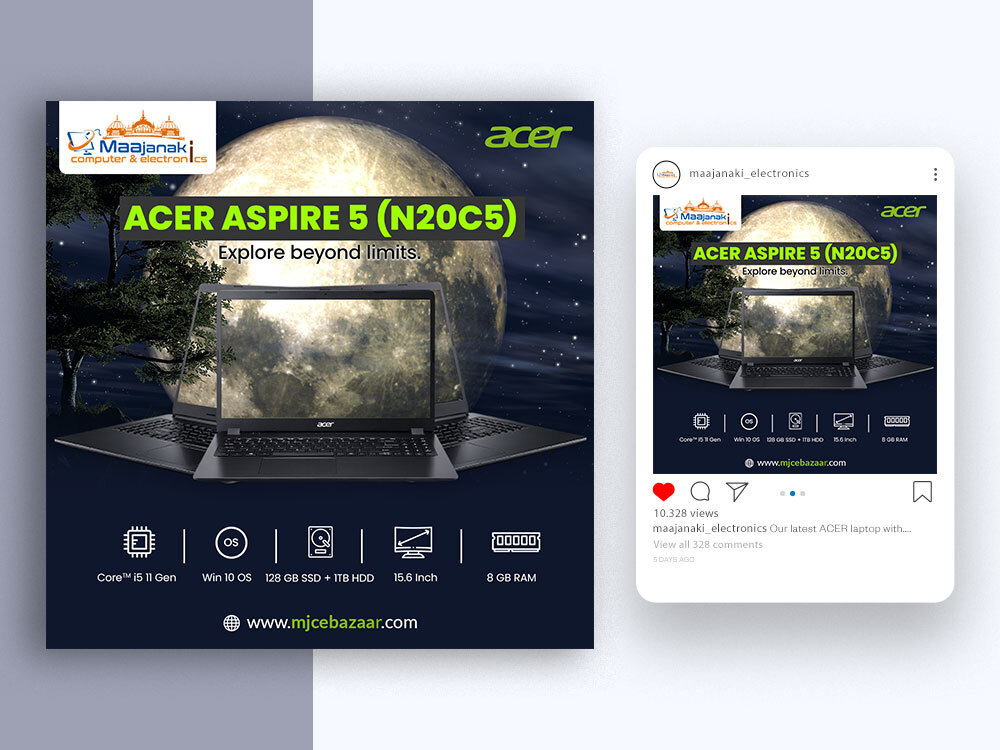 Maajanaki
computer & electronics
acer
ACER ASPIRE 5 (N20C5)
Explore beyond limits.
acer
OS
Core™ i5 11 Gen
Win 10 OS
128 GB SSD + 1TB HDD
15.6 Inch
8 GB RAM
www.mjcebazaar.com
maajanaki_electronics
Maajanaki
computer & electronics
acer
ACER ASPIRE 5 (N20C5)
Explore beyond limits.
acer
OS
Core™ i5 11 Gen
Win 10 OS
128 GB SSD + 1TB HDD
15.6 Inch
8 GB RAM
www.mjcebazaar.com
10.328 views
maajanaki_electronics Our latest ACER laptop with....
View all 328 comments
5 DAYS AGO